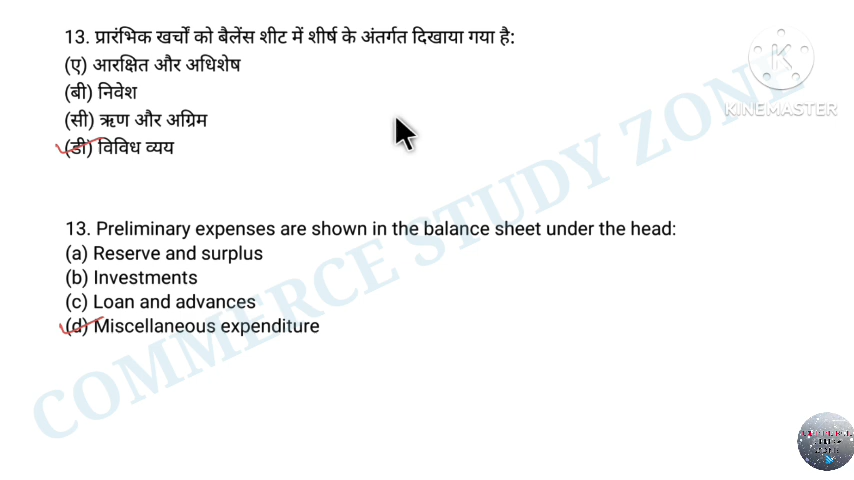 13. प्रारंभिक खर्चों को बैलेंस शीट में शीर्ष के अंतर्गत दिखाया गया है:
(ए) आरक्षित और अधिशेष
(बी) निवेश
(सी) ऋण और अग्रिम
(डी) विविध व्यय
13. Preliminary expenses are shown in the balance sheet under the head:
(a) Reserve and surplus
(b) Investments
(c) Loan and advances
(d) Miscellaneous expenditure
COMMERCE STUDY ZONE
K
KINEMASTER